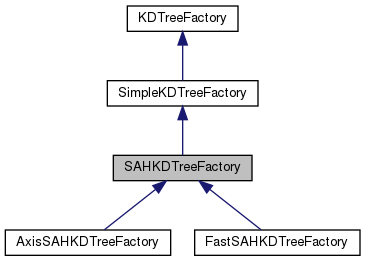 KDTreeFactory
SimpleKDTreeFactory
SAHKDTreeFactory
AxisSAHKDTreeFactory
FastSAHKDTreeFactory